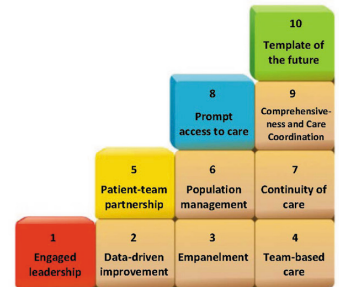 10
Template of
the future
8
Prompt
access to care
9
Comprehensive-
ness and Care
Coordination
5
Patient-team
partnership
6
Population
management
7
Continuity of
care
1
Engaged
leadership
2
Data-driven
improvement
3
Empanelment
4
Team-based
care